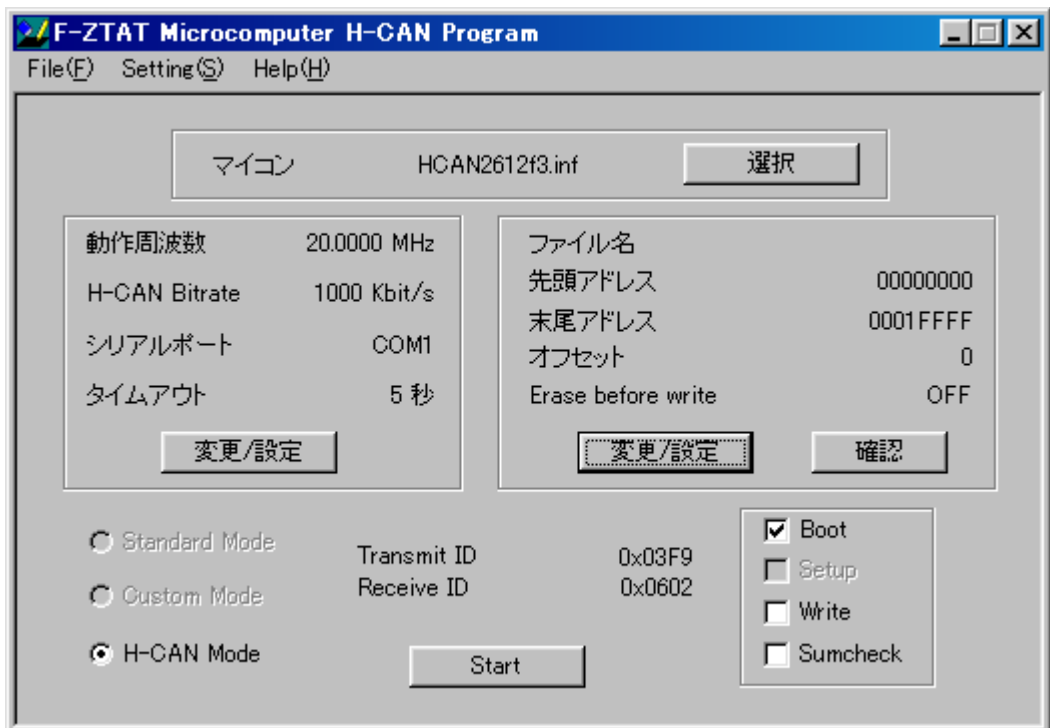 F-ZTAT Microcomputer H-CAN Program
File(F) Setting(S) Help(H)
マイコン HCAN2612f3.inf 選択
動作周波数 20.0000 MHz
H-CAN Bitrate 1000 Kbit/s
シリアルポート COM1
タイムアウト 5 秒
変更/設定
ファイル名
先頭アドレス 00000000
末尾アドレス 0001FFFF
オフセット 0
Erase before write OFF
変更/設定 確認
Standard Mode
Custom Mode
H-CAN Mode
Transmit ID 0x03F9
Receive ID 0x0602
Start
Boot
Setup
Write
Sumcheck